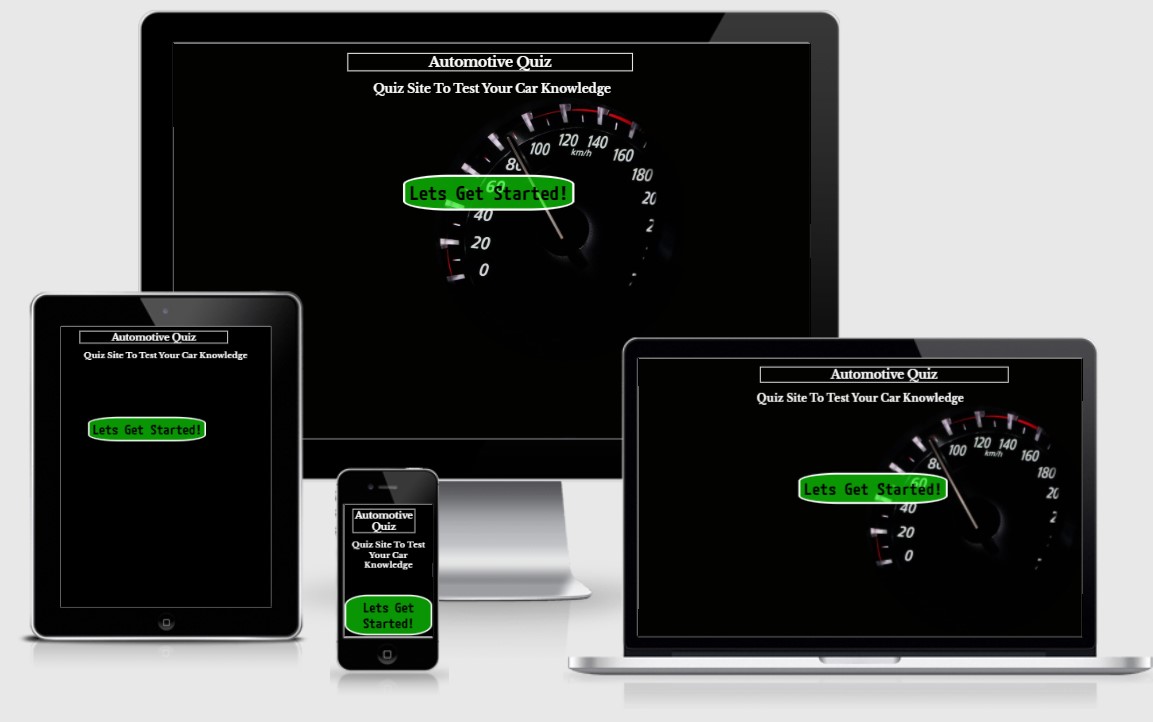 Automotive Quiz
Quiz Site To Test Your Car Knowledge
120 140
100
km/h
160
80
180
60
20
Lets Get Started!
40
2
20
0
Automotive Quiz
Quiz Site To Test Your Car Knowledge
Lets Get Started!
Automotive
Quiz
Quiz Site To Test
Your Car
Knowledge
Lets Get
Started!
Automotive Quiz
Quiz Site To Test Your Car Knowledge
120 140
100
km/h
160
80
180
60
20
Lets Get Started!
40
2
20
0